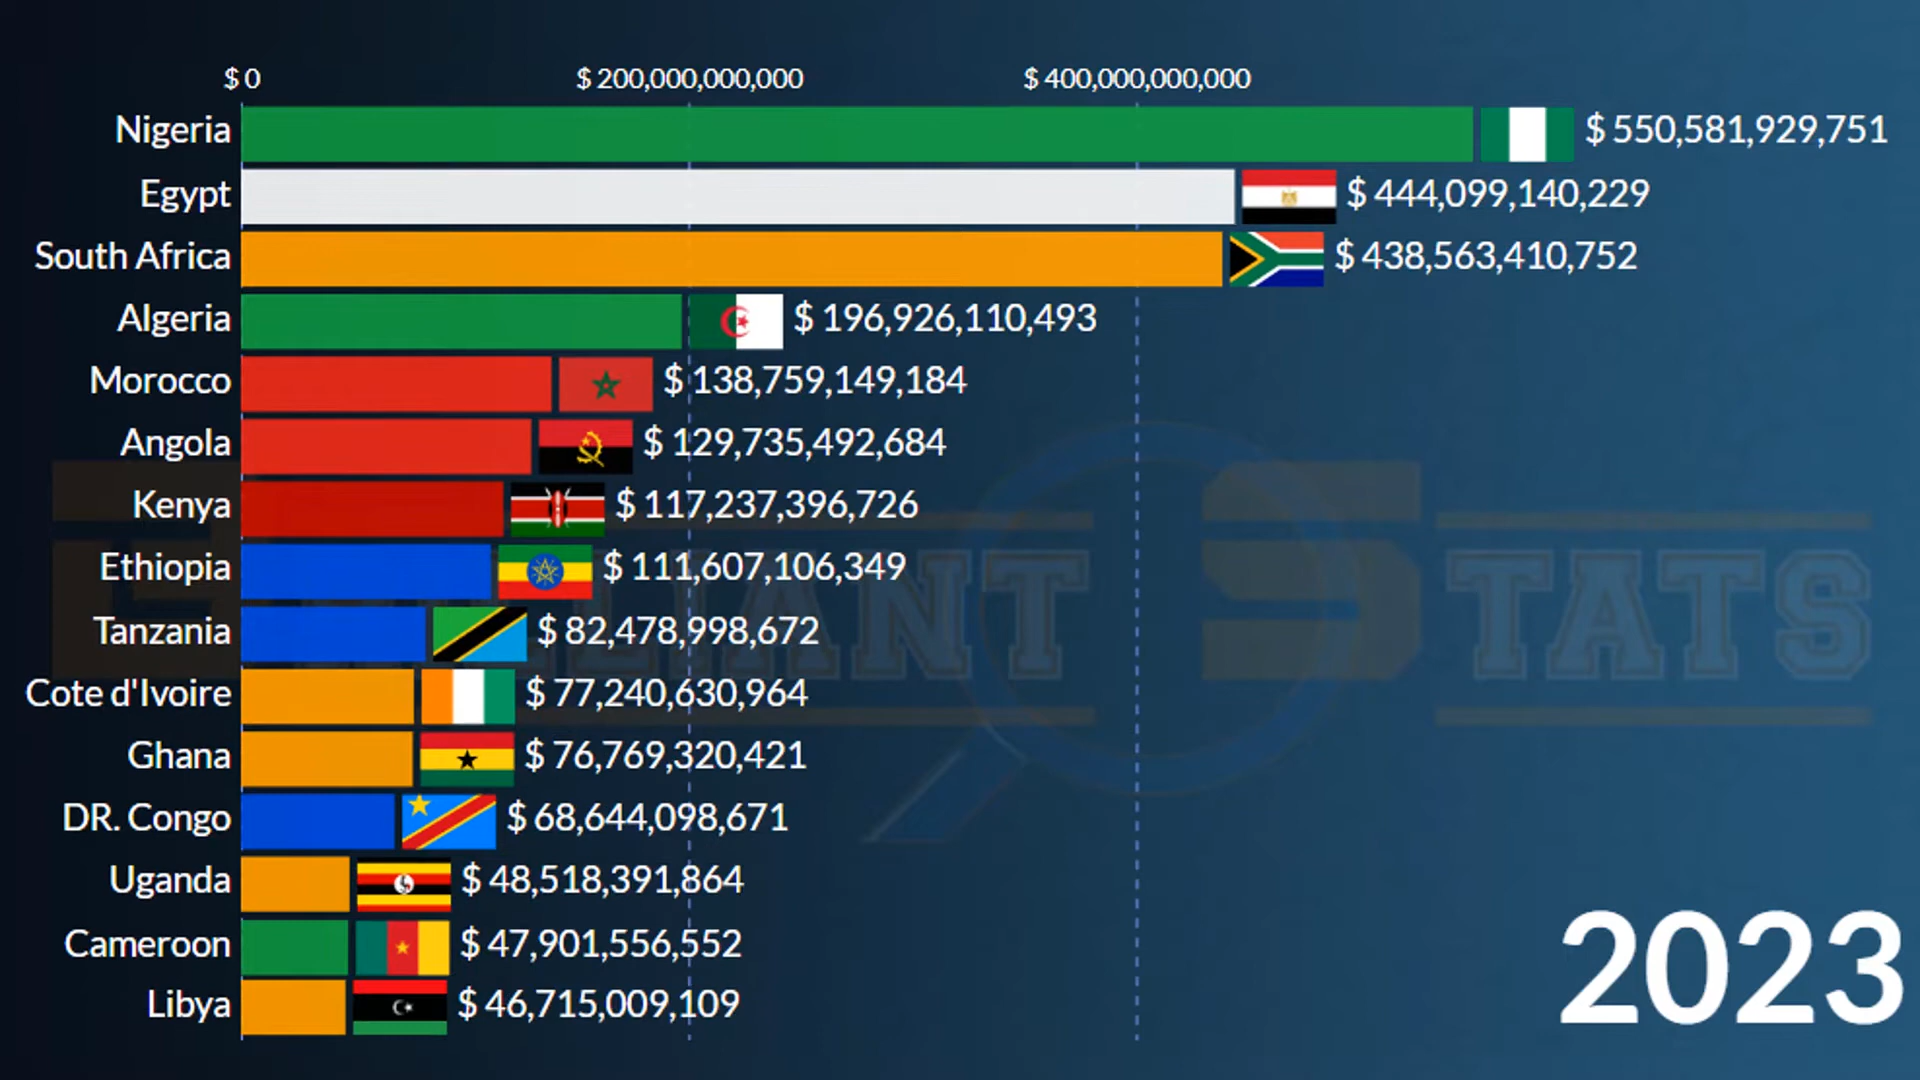 $ 0 $ 200,000,000,000 $ 400,000,000,000
Nigeria $ 550,581,929,751
Egypt $ 444,099,140,229
South Africa $ 438,563,410,752
Algeria $ 196,926,110,493
Morocco $ 138,759,149,184
Angola $ 129,735,492,684
Kenya $ 117,237,396,726
Ethiopia $ 111,607,106,349
Tanzania $ 82,478,998,672
Cote d'Ivoire $ 77,240,630,964
Ghana $ 76,769,320,421
DR. Congo $ 68,644,098,671
Uganda $ 48,518,391,864
Cameroon $ 47,901,556,552
Libya $ 46,715,009,109
2023
STATS